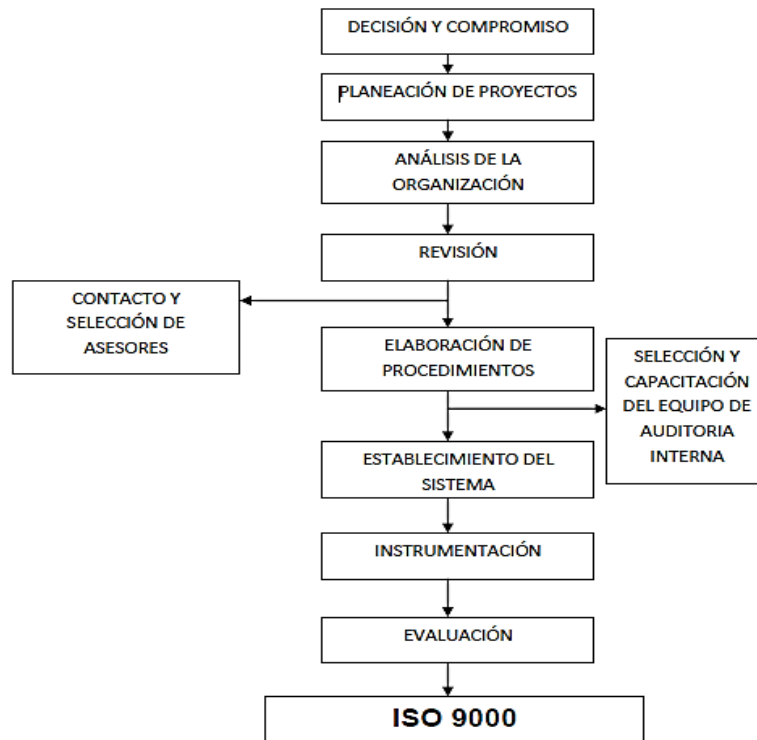 DECISIÓN Y COMPROMISO
PLANEACIÓN DE PROYECTOS
ANÁLISIS DE LA
ORGANIZACIÓN
REVISIÓN
CONTACTO Y
SELECCIÓN DE
ASESORES
ELABORACIÓN DE
PROCEDIMIENTOS
SELECCIÓN Y
CAPACITACIÓN
DEL EQUIPO DE
AUDITORIA
INTERNA
ESTABLECIMIENTO DEL
SISTEMA
INSTRUMENTACIÓN
EVALUACIÓN
ISO 9000